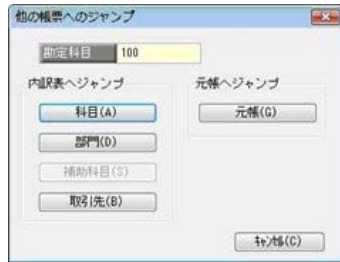 他の帳票へのジャンプ
勘定科目 100
内訳表へジャンプ
科目(A)
部門(D)
補助科目(S)
取引先(B)
元帳へジャンプ
元帳(G)
ｷｬﾝｾﾙ(C)